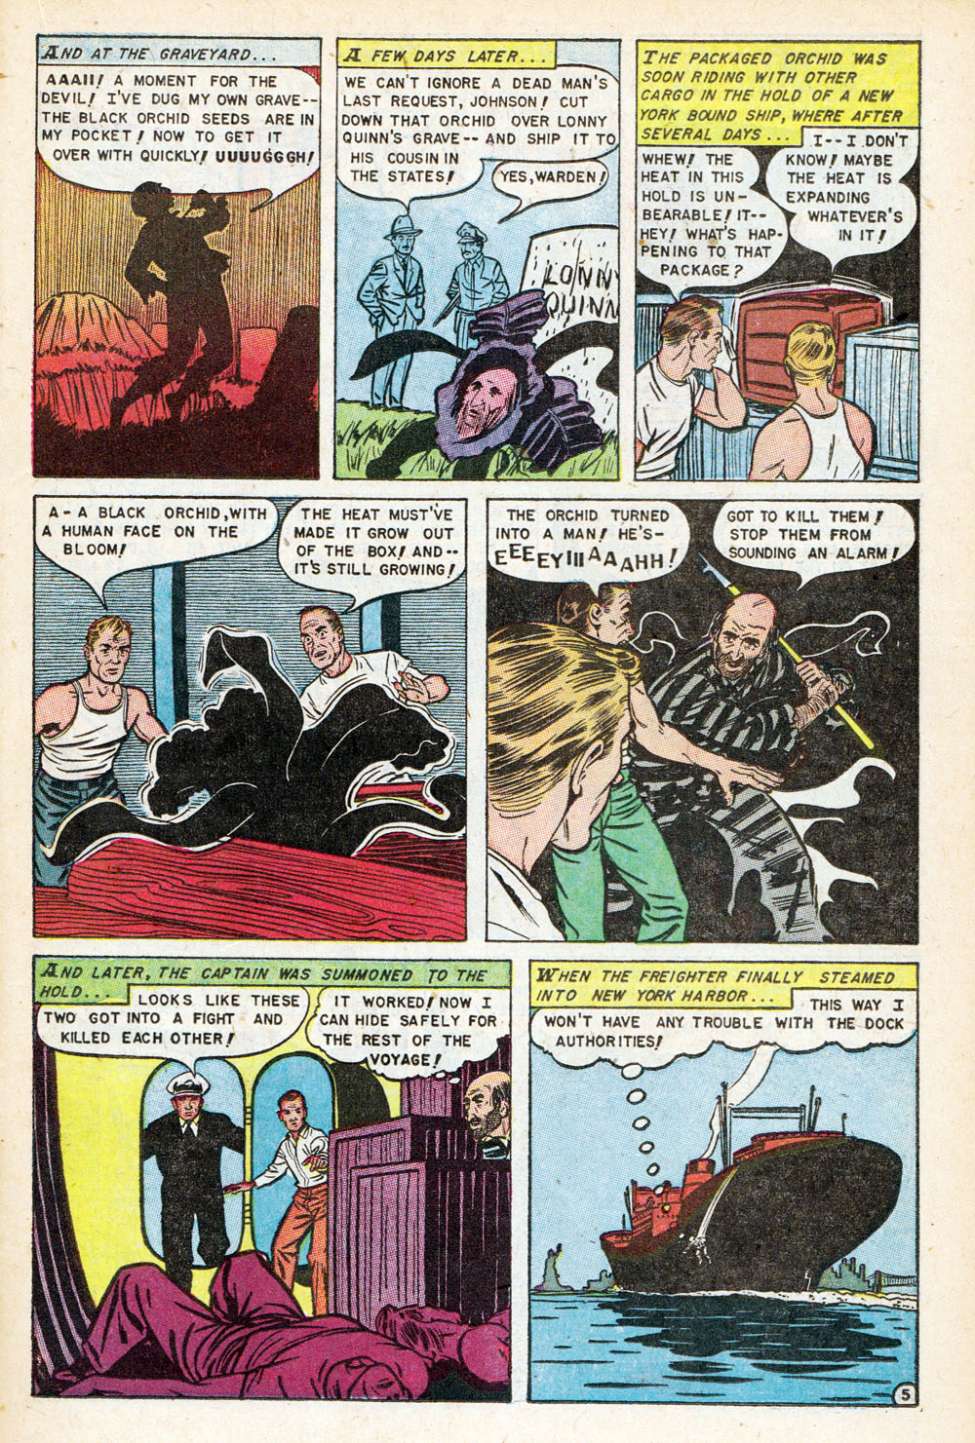 AND AT THE GRAVEYARD...
AAAII! A MOMENT FOR THE
DEVIL! I'VE DUG MY OWN GRAVE--
THE BLACK ORCHID SEEDS ARE IN
MY POCKET! NOW TO GET IT
OVER WITH QUICKLY! UUUUGGGH!
A FEW DAYS LATER...
WE CAN'T IGNORE A DEAD MAN'S
LAST REQUEST, JOHNSON! CUT
DOWN THAT ORCHID OVER LONNY
QUINN'S GRAVE-- AND SHIP IT TO
HIS COUSIN IN
THE STATES!
YES, WARDEN!
LONNY
QUINN
THE PACKAGED ORCHID WAS
SOON RIDING WITH OTHER
CARGO IN THE HOLD OF A NEW
YORK BOUND SHIP, WHERE AFTER
SEVERAL DAYS...
WHEW! THE
HEAT IN THIS
HOLD IS UN-
BEARABLE! IT--
HEY! WHAT'S HAP-
PENING TO THAT
PACKAGE?
I--I DON'T
KNOW! MAYBE
THE HEAT IS
EXPANDING
WHATEVER'S
IN IT!
A-A BLACK ORCHID, WITH
A HUMAN FACE ON THE
BLOOM!
THE HEAT MUST'VE
MADE IT GROW OUT
OF THE BOX! AND--
IT'S STILL GROWING!
THE ORCHID TURNED
INTO A MAN! HE'S-
EEEEYIIIAAAAHH!
GOT TO KILL THEM!
STOP THEM FROM
SOUNDING AN ALARM!
AND LATER, THE CAPTAIN WAS SUMMONED TO THE
HOLD...
LOOKS LIKE THESE
TWO GOT INTO A FIGHT AND
KILLED EACH OTHER!
IT WORKED! NOW I
CAN HIDE SAFELY FOR
THE REST OF THE
VOYAGE!
WHEN THE FREIGHTER FINALLY STEAMED
INTO NEW YORK HARBOR...
THIS WAY I
WON'T HAVE ANY TROUBLE WITH THE DOCK
AUTHORITIES!
5